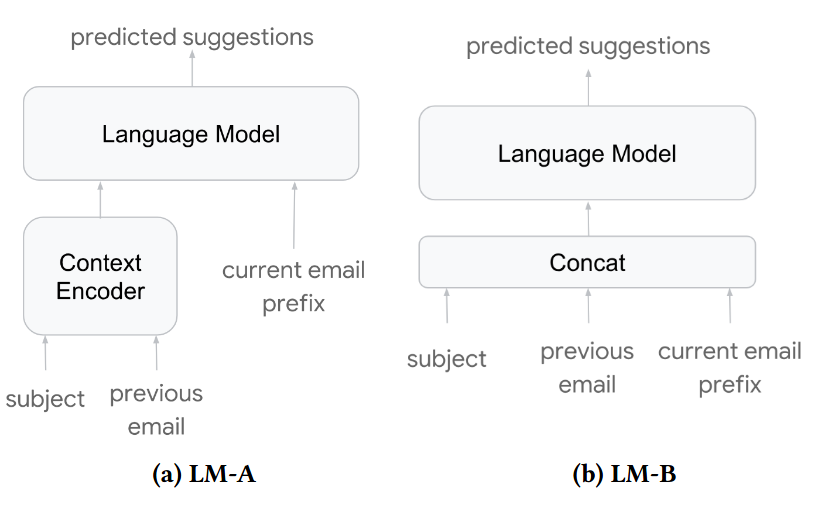 predicted suggestions
Language Model
Context
Encoder
current email
prefix
subject
previous
email
(a) LM-A
predicted suggestions
Language Model
Concat
subject
previous
email
current email
prefix
(b) LM-B